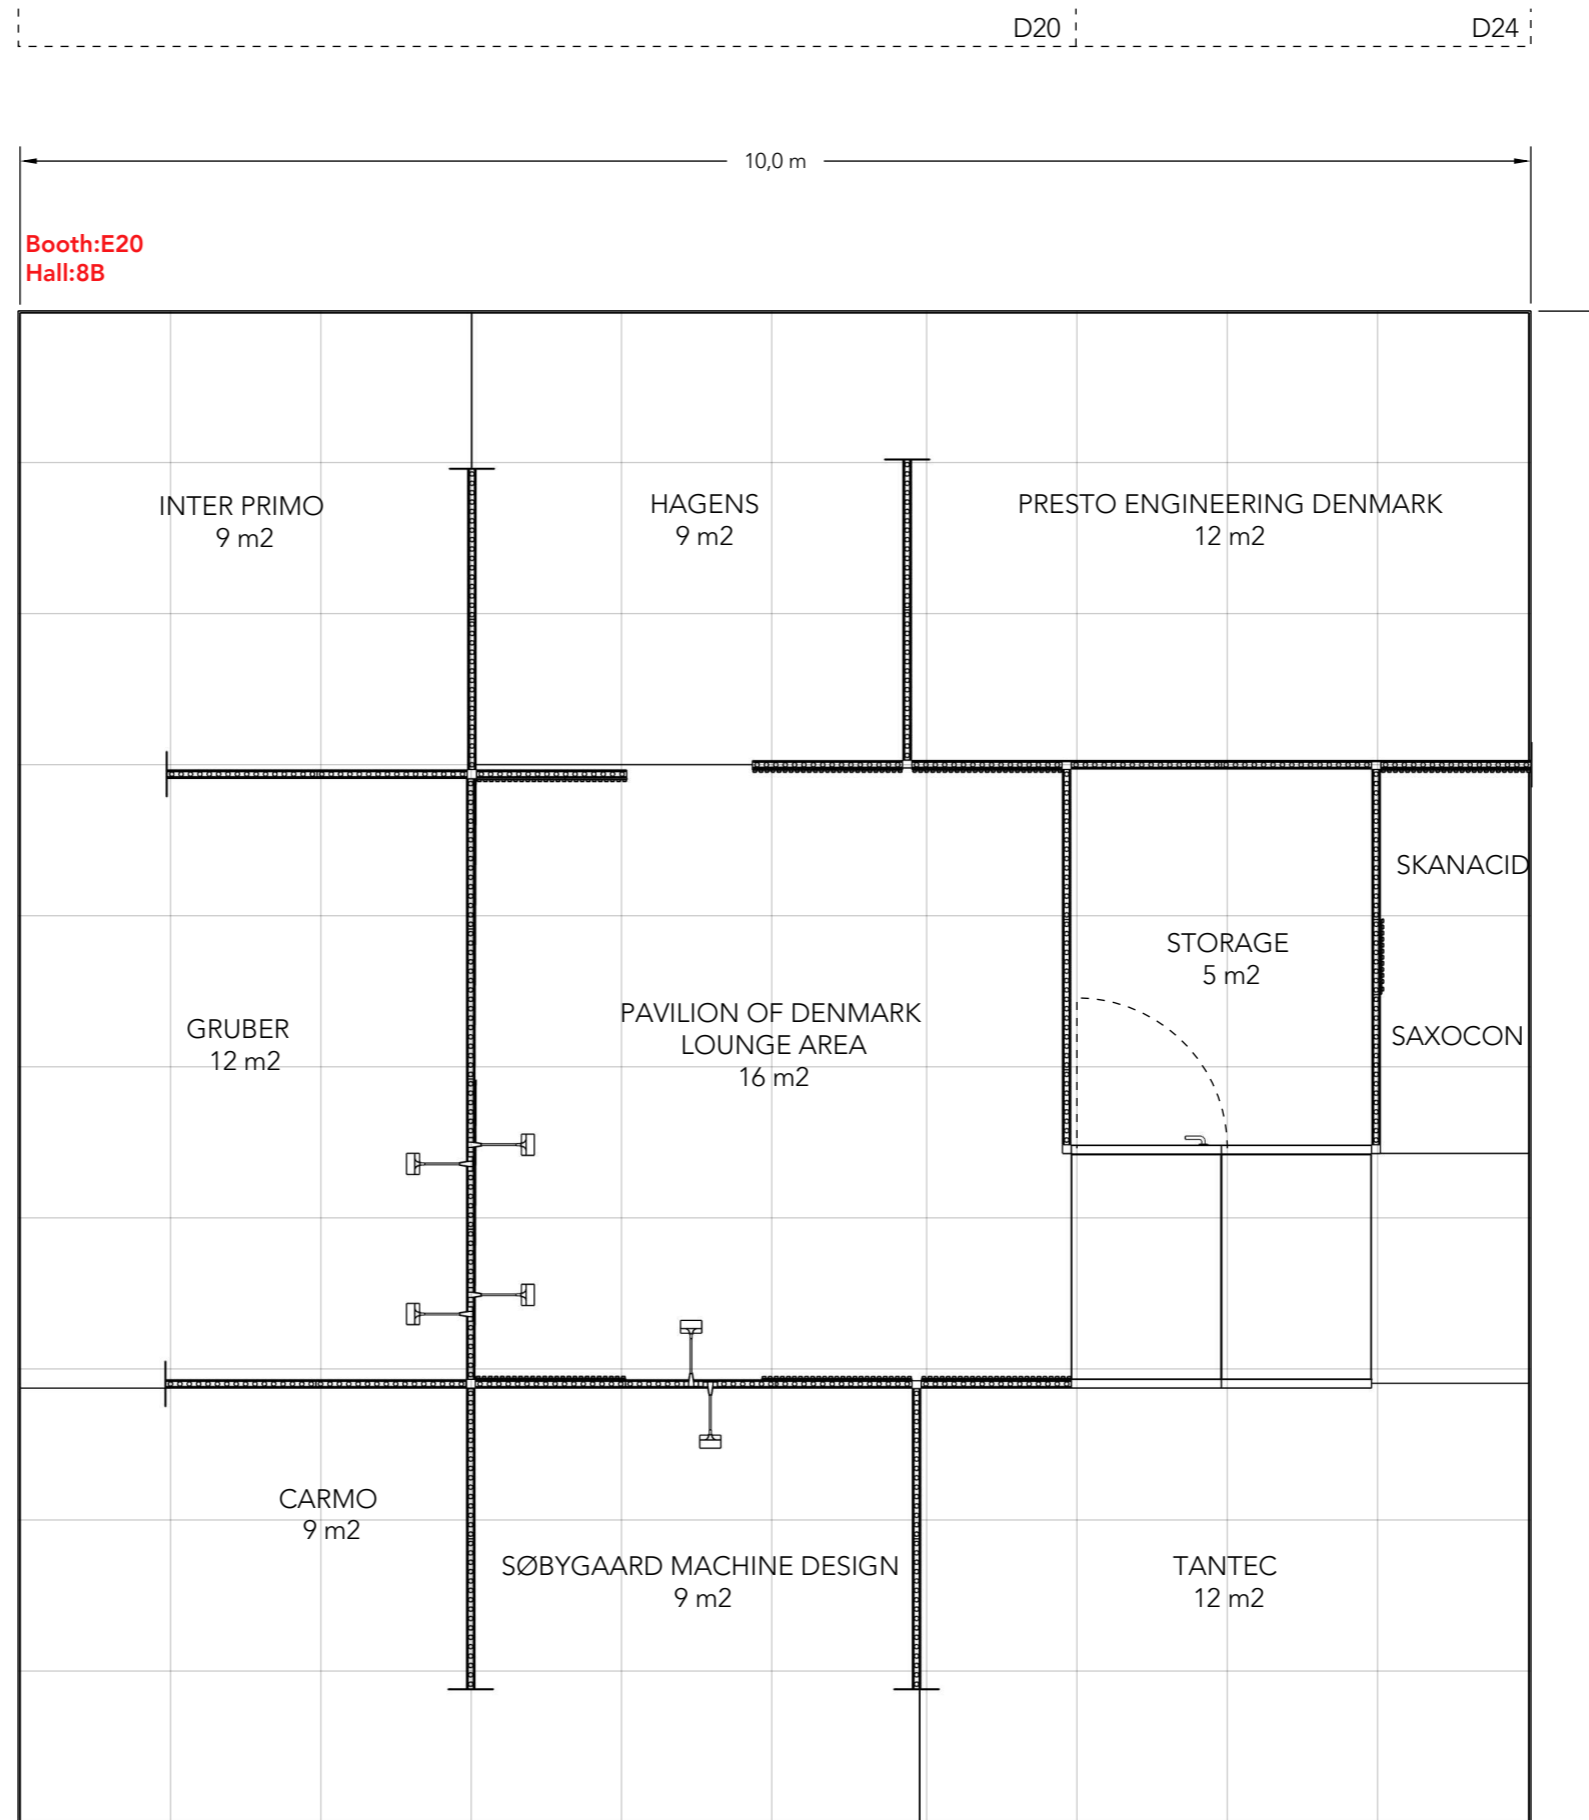 D20
D24
10,0 m
Booth:E20
Hall:8B
INTER PRIMO
9 m2
HAGENS
9 m2
PRESTO ENGINEERING DENMARK
12 m2
SKANACID
STORAGE
5 m2
GRUBER
12 m2
PAVILION OF DENMARK
LOUNGE AREA
16 m2
SAXOCON
CARMO
9 m2
SØBYGAARD MACHINE DESIGN
9 m2
TANTEC
12 m2